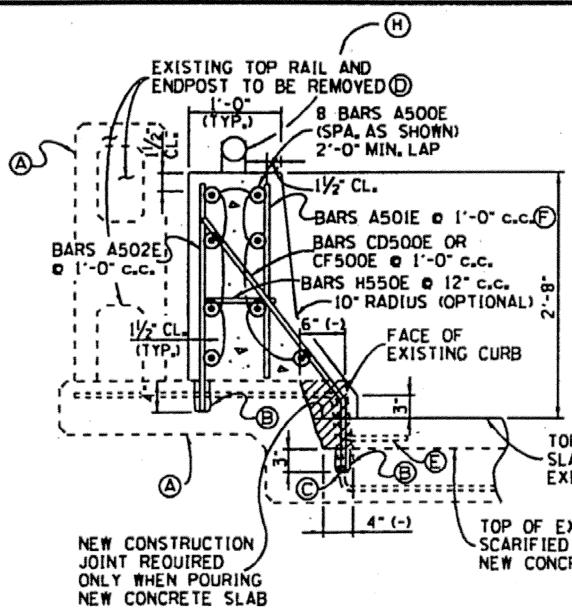 H
EXISTING TOP RAIL AND
ENDPOST TO BE REMOVED D
1'-0"
(TYP.)
8 BARS A500E
(SPA. AS SHOWN)
2'-0" MIN. LAP
A
1½"
CL.
1½" CL.
BARS A501E @ 1'-0" c.c. F
BARS A502E
@ 1'-0" c.c.
BARS CD500E OR
CF500E @ 1'-0" c.c.
BARS H550E @ 12" c.c.
10" RADIUS (OPTIONAL)
2'-8"
6" (-)
1½" CL.
(TYP.)
FACE OF
EXISTING CURB
4"
B
3"
A
3"
C
B
E
TO
SLA
EXI
4" (-)
NEW CONSTRUCTION
JOINT REQUIRED
ONLY WHEN POURING
NEW CONCRETE SLAB
TOP OF EX
SCARIFIED
NEW CONCR